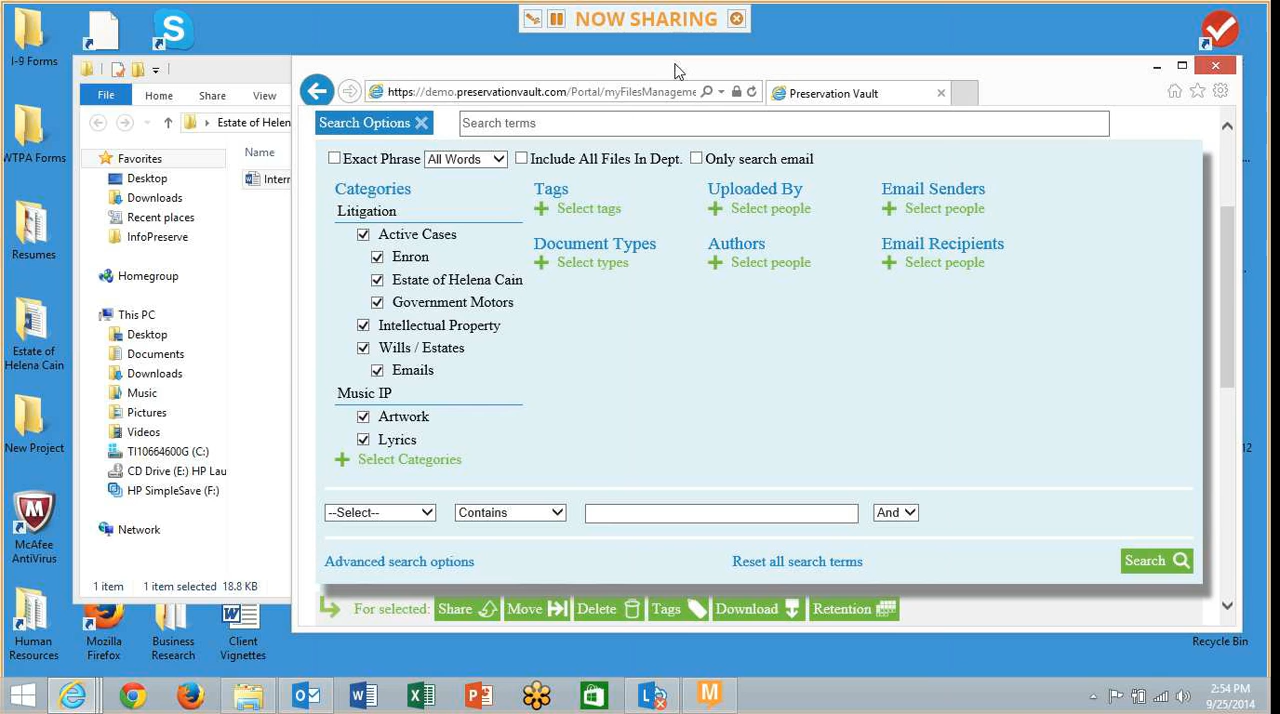 NOW SHARING
I-9 Forms
WTPA Forms
Resumes
Estate of
Helena Cain
New Project
McAfee
AntiVirus
Human
Resources
Mozilla
Firefox
Business
Research
Client
Vignettes
Recycle Bin
File Home Share View
Estate of Helen
Name
Interr
Favorites
Desktop
Downloads
Recent places
InfoPreserve
Homegroup
This PC
Desktop
Documents
Downloads
Music
Pictures
Videos
TI10664600G (C:)
CD Drive (E:) HP Lau
HP SimpleSave (F:)
Network
1 item 1 item selected 18.8 KB
https://demo.preservationvault.com/Portal/myFilesManageme
Preservation Vault
Search Options
Search terms
Exact Phrase All Words Include All Files In Dept. Only search email
Categories
Litigation
Active Cases
Enron
Estate of Helena Cain
Government Motors
Intellectual Property
Wills / Estates
Emails
Music IP
Artwork
Lyrics
Select Categories
Tags
Select tags
Document Types
Select types
Uploaded By
Select people
Authors
Select people
Email Senders
Select people
Email Recipients
Select people
--Select-- Contains And
Advanced search options Reset all search terms Search
For selected: Share Move Delete Tags Download Retention
12
2:54 PM
9/25/2014